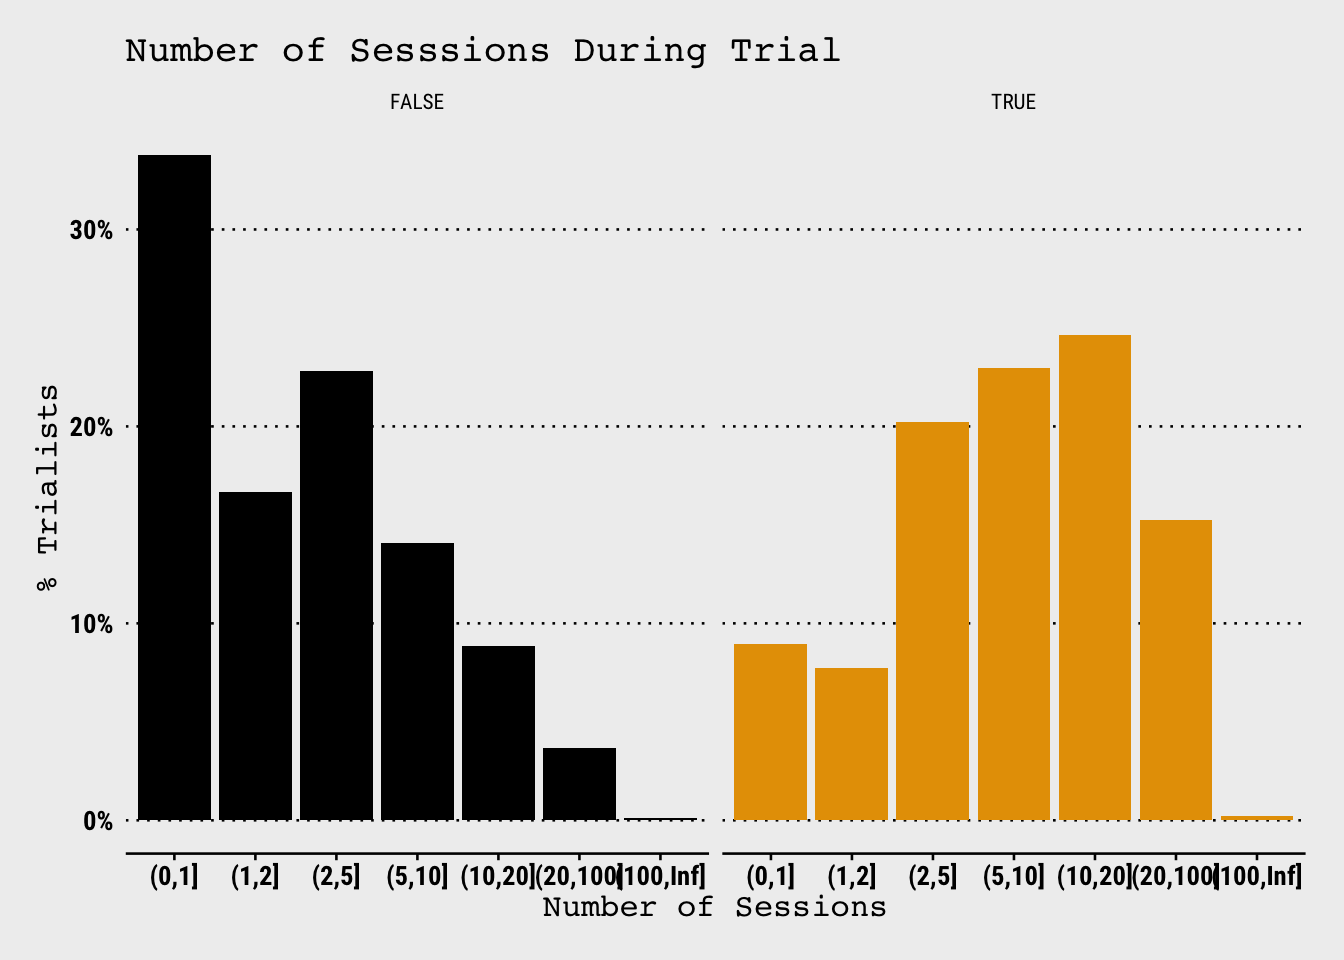 Number of Sesssions During Trial
FALSE
TRUE
% Trialists
30%
20%
10%
0%
(0,1] (1,2] (2,5] (5,10] (10,20] (20,100] (100,Inf]
(0,1] (1,2] (2,5] (5,10] (10,20] (20,100] (100,Inf]
Number of Sessions